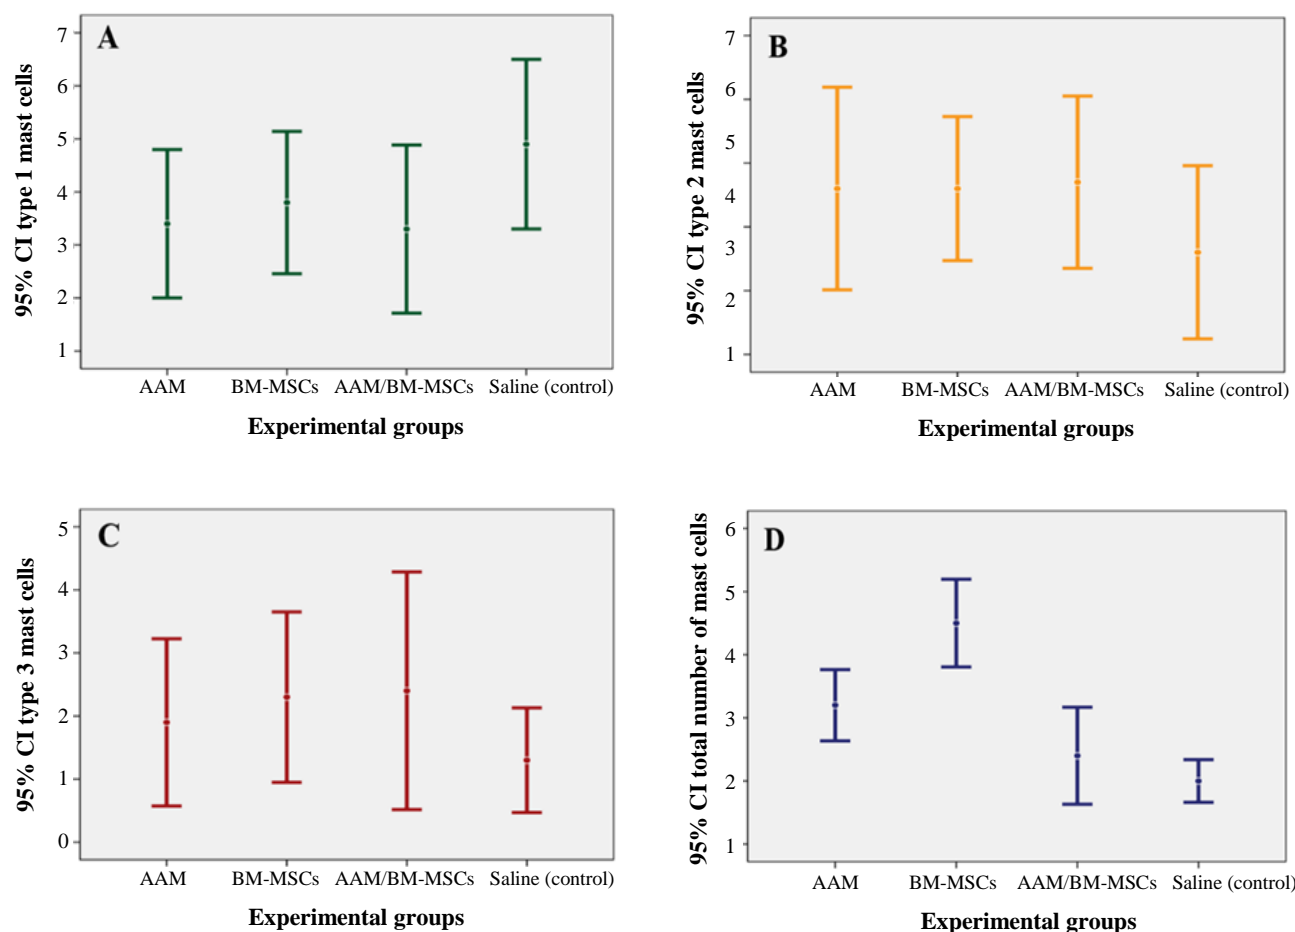 A
95% CI type 1 mast cells
7
6
5
4
3
2
1
AAM
BM-MSCs
AAM/BM-MSCs
Saline (control)
Experimental groups
B
95% CI type 2 mast cells
7
6
5
4
3
2
1
AAM
BM-MSCs
AAM/BM-MSCs
Saline (control)
Experimental groups
C
95% CI type 3 mast cells
5
4
3
2
1
0
AAM
BM-MSCs
AAM/BM-MSCs
Saline (control)
Experimental groups
D
95% CI total number of mast cells
6
5
4
3
2
1
AAM
BM-MSCs
AAM/BM-MSCs
Saline (control)
Experimental groups